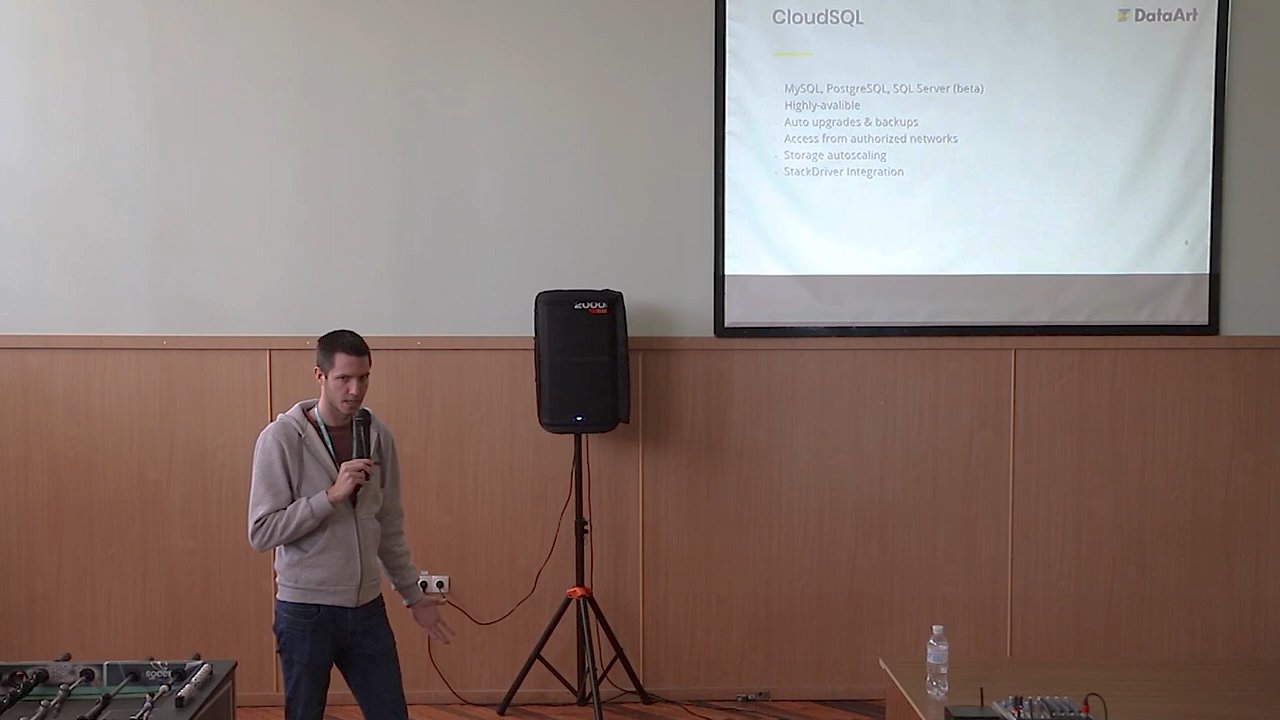 CloudSQL
DataArt
MySQL, PostgreSQL, SQL Server (beta)
Highly-avalible
Auto upgrades & backups
Access from authorized networks
Storage autoscaling
StackDriver Integration
2000